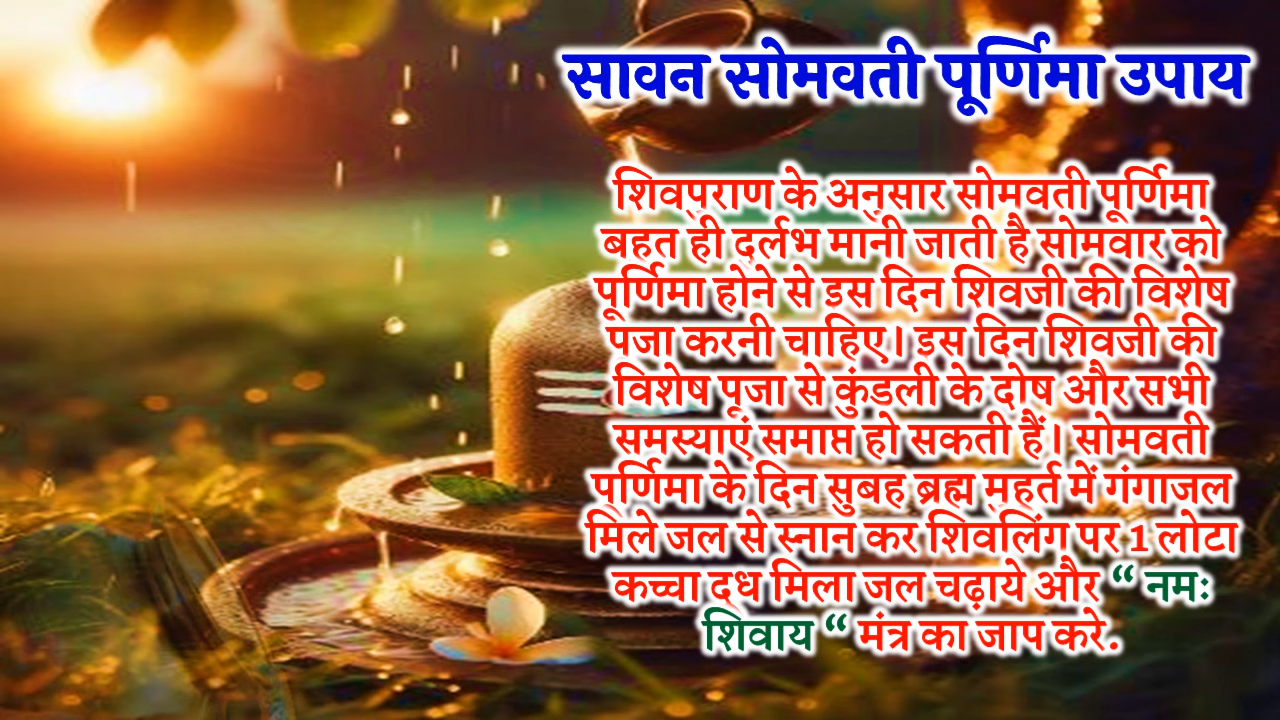 सावन सोमवती पूर्णिमा उपाय
शिवपुराण के अनुसार सोमवती पूर्णिमा
बहुत ही दुर्लभ मानी जाती है सोमवार को
पूर्णिमा होने से इस दिन शिवजी की विशेष
पूजा करनी चाहिए। इस दिन शिवजी की
विशेष पूजा से कुंडली के दोष और सभी
समस्याएं समाप्त हो सकती हैं। सोमवती
पूर्णिमा के दिन सुबह ब्रह्म मुहूर्त में गंगाजल
मिले जल से स्नान कर शिवलिंग पर 1 लोटा
कच्चा दूध मिला जल चढ़ाये और “ नमः
शिवाय “ मंत्र का जाप करे.